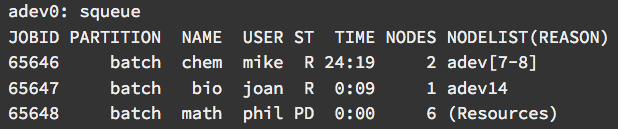 adev0: squeue
JOBID PARTITION NAME USER ST TIME NODES NODELIST(REASON)
65646 batch chem mike R 24:19 2 adev[7-8]
65647 batch bio joan R 0:09 1 adev14
65648 batch math phil PD 0:00 6 (Resources)